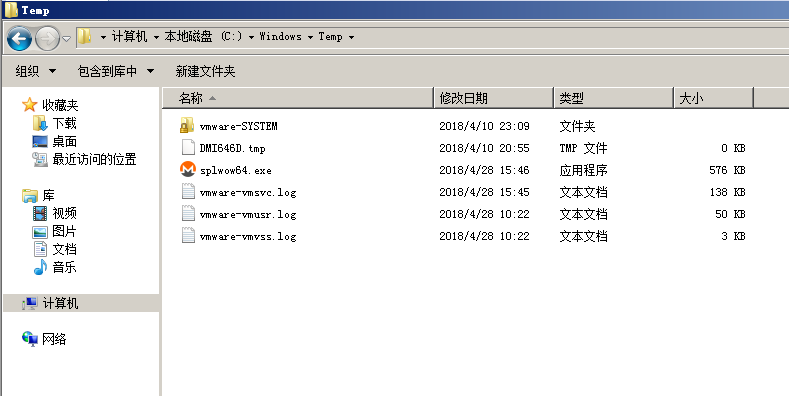 Temp
计算机 本地磁盘 (C:) Windows Temp
组织 包含到库中 新建文件夹
收藏夹
下载
桌面
最近访问的位置
库
视频
图片
文档
音乐
计算机
网络
名称 修改日期 类型 大小
vmware-SYSTEM 2018/4/10 23:09 文件夹
DMI646D.tmp 2018/4/10 20:55 TMP 文件 0 KB
splwow64.exe 2018/4/28 15:46 应用程序 576 KB
vmware-vmsvc.log 2018/4/28 15:45 文本文档 138 KB
vmware-vmusr.log 2018/4/28 10:22 文本文档 50 KB
vmware-vmvss.log 2018/4/28 10:22 文本文档 3 KB